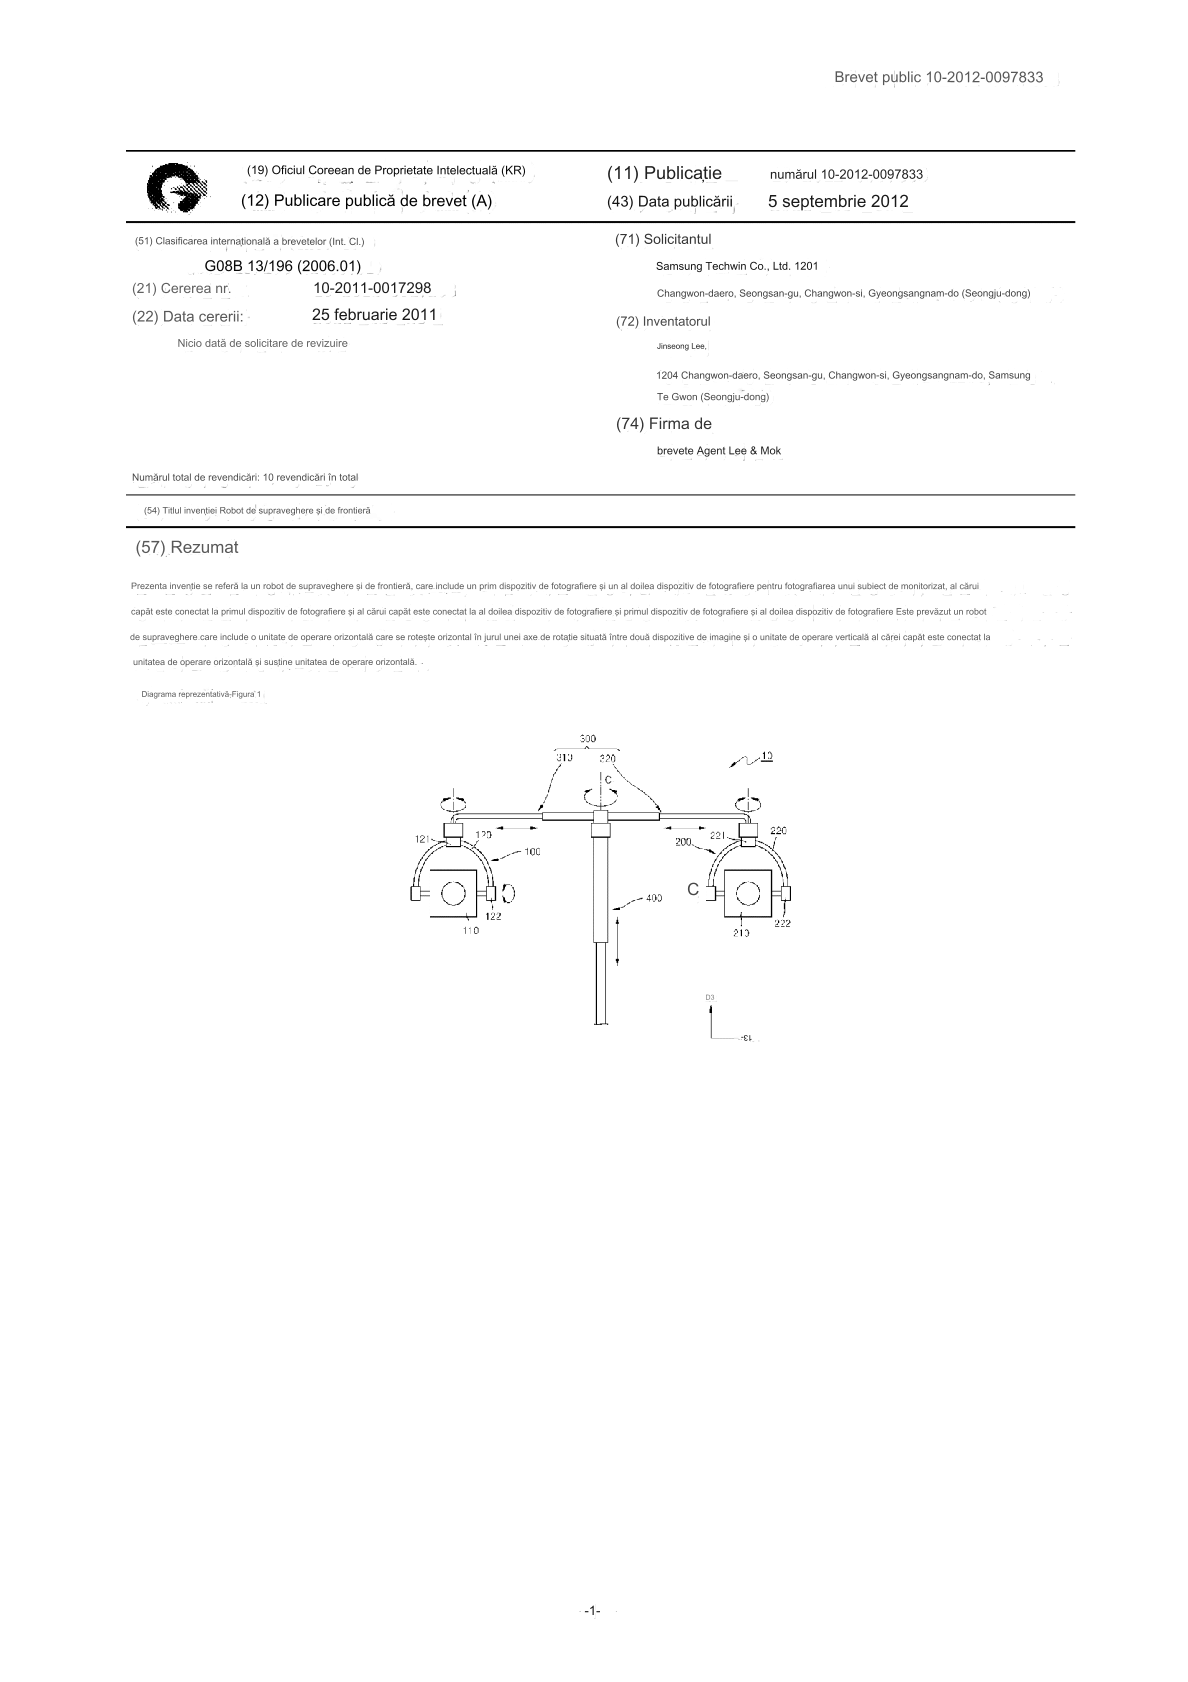 Brevet public 10-2012-0097833
(19) Oficiul Coreean de Proprietate Intelectuală (KR)
(12) Publicare publică de brevet (A)
(11) Publicație numărul 10-2012-0097833
(43) Data publicării 5 septembrie 2012
(51) Clasificarea internațională a brevetelor (Int. Cl.)
G08B 13/196 (2006.01)
(21) Cererea nr. 10-2011-0017298
(22) Data cererii: 25 februarie 2011
Nicio dată de solicitare de revizuire
(71) Solicitantul
Samsung Techwin Co., Ltd. 1201
Changwon-daero, Seongsan-gu, Changwon-si, Gyeongsangnam-do (Seongju-dong)
(72) Inventatorul
Jinseong Lee,
1204 Changwon-daero, Seongsan-gu, Changwon-si, Gyeongsangnam-do, Samsung
Te Gwon (Seongju-dong)
(74) Firma de
brevete Agent Lee & Mok
Numărul total de revendicări: 10 revendicări în total
(54) Titlul invenției Robot de supraveghere și de frontieră
(57) Rezumat
Prezenta invenție se referă la un robot de supraveghere și de frontieră, care include un prim dispozitiv de fotografiere și un al doilea dispozitiv de fotografiere pentru fotografiarea unui subiect de monitorizat, al cărui
capăt este conectat la primul dispozitiv de fotografiere și al cărui capăt este conectat la al doilea dispozitiv de fotografiere și primul dispozitiv de fotografiere și al doilea dispozitiv de fotografiere Este prevăzut un robot
de supraveghere care include o unitate de operare orizontală care se rotește orizontal în jurul unei axe de rotație situată între două dispozitive de imagine și o unitate de operare verticală al cărei capăt este conectat la
unitatea de operare orizontală și susține unitatea de operare orizontală.
Diagrama reprezentativă-Figura 1
300
310 320 10
C
121 120 100
221 220
200
C
400
122
110
222
210
D3
-1-